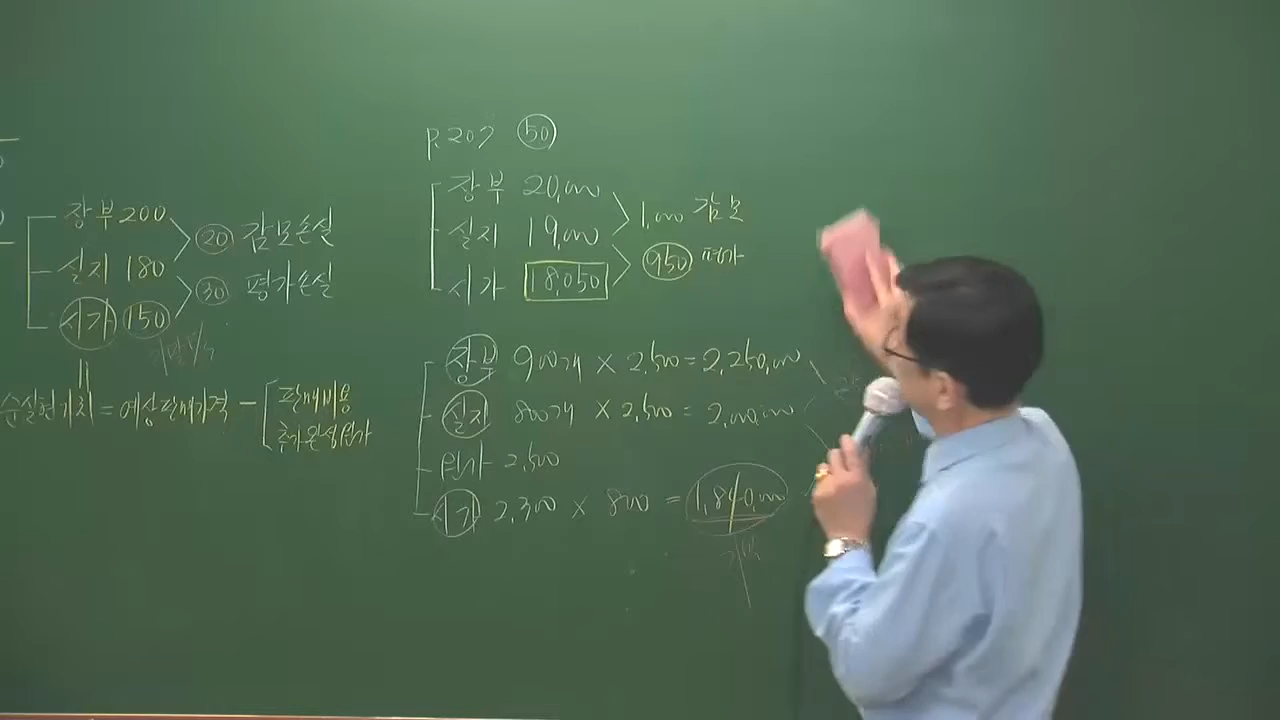 장부 200
실지 180
시가 150
20 감모손실
30 평가손실
순실현가치 = 예상판매가격 - 판매비용
추가완성원가
P.207 50
장부 20,000
실지 19,000
시가 18,050
1,000 감모
950 평가
장부 900개 × 2,500 = 2,250,000
실지 800개 × 2,500 = 2,000,000
원가 2,500
시가 2,300 × 800 = 1,840,000